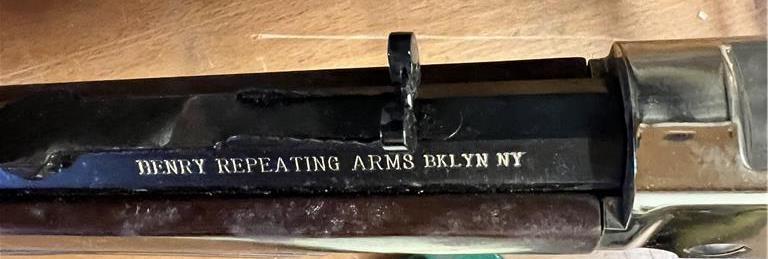 HENRY REPEATING ARMS BKLYN NY